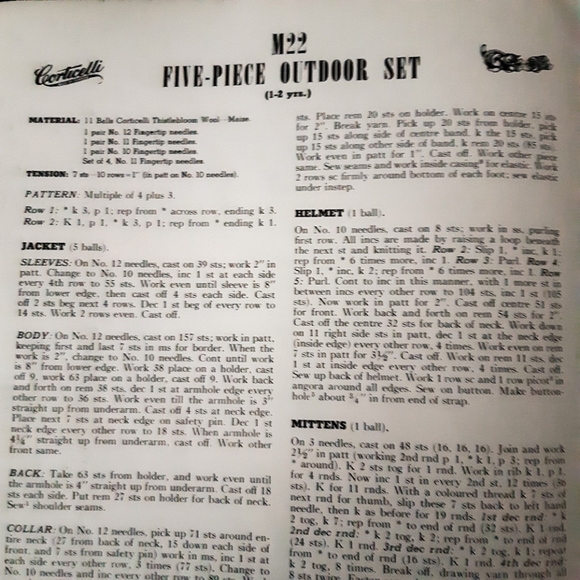 Corticelli
M22
FIVE-PIECE OUTDOOR SET
(1-2 yrs.)
MATERIAL: 11 Balls Corticelli Thistlebloom Wool—Maize.
1 pair No. 12 Fingertip needles.
1 pair No. 11 Fingertip needles.
1 pair No. 10 Fingertip needles.
Set of 4, No. 11 Fingertip needles.
TENSION: 7 sts—10 rows—1" (in patt on No. 10 needles).
PATTERN: Multiple of 4 plus 3.
Row 1: * k 3, p 1; rep from * across row, ending k 3.
Row 2: K 1, p 1, * k 3, p 1; rep from * ending k 1.
JACKET (5 balls).
SLEEVES: On No. 12 needles, cast on 39 sts; work 2" in
patt. Change to No. 10 needles, inc 1 st at each side
every 4th row to 55 sts. Work even until sleeve is 8"
from lower edge, then cast off 4 sts each side. Cast
off 2 sts beg next 4 rows. Dec 1 st beg of every row to
14 sts. Work 2 rows even. Cast off.
BODY: On No. 12 needles, cast on 157 sts; work in patt,
keeping first and last 7 sts in ms for border. When the
work is 2", change to No. 10 needles. Cont until work
is 8" from lower edge. Work 38 place on a holder, cast
off 9, work 63 place on a holder, cast off 9. Work back
and forth on rem 38 sts, dec 1 st at armhole edge every
other row to 36 sts. Work even till the armhole is 3"
straight up from underarm. Cast off 4 sts at neck edge.
Place next 7 sts at neck edge on safety pin. Dec 1 st
neck edge every other row to 18 sts. When armhole is
4¼" straight up from underarm, cast off. Work other
front same.
BACK: Take 63 sts from holder, and work even until
the armhole is 4" straight up from underarm. Cast off 18
sts each side. Put rem 27 sts on holder for back of neck.
Sew¹ shoulder seams.
COLLAR: On No. 12 needles, pick up 71 sts around en-
tire neck (27 from back of neck, 15 down each side of
front, and 7 sts from safety pin) work in ms, inc 1 st at
each side every other row, 3 times (77 sts). Change to
No. 10 needles and inc every other row to
sts. Place rem 20 sts on holder. Work on centre 15 sts
for 2". Break yarn. Pick up 20 sts from holder, pick
up 15 sts along side of centre band, k the 15 sts, pick
up 15 sts along other side of band, k rem 20 sts (85 sts).
Work even in patt for 1". Cast off. Work other piece
same. Sew seams and work inside casing² for elastic. Work
2 rows sc firmly around bottom of each foot; sew elastic
under instep.
HELMET (1 ball).
On No. 10 needles, cast on 8 sts; work in ss, purling
first row. All incs are made by raising a loop beneath
the next st and knitting it. Row 2: Slip 1, * inc, k 1;
rep from * 6 times more, inc 1. Row 3: Purl. Row 4:
Slip 1, * inc, k 2; rep from * 6 times more, inc 1. Row
5: Purl. Cont to inc in this manner, with 1 more st in
between incs every other row to 104 sts, inc 1 st (105
sts). Now work in patt for 2". Cast off centre 51 sts
for front. Work back and forth on rem 54 sts for 2".
Cast off the centre 32 sts for back of neck. Work down
on 11 right side sts in patt, dec 1 st at the neck edge
(inside edge) every other row, 4 times. Work even on rem
7 sts in patt for 3½". Cast off. Work on rem 11 sts, dec
1 st at inside edge every other row, 4 times. Cast off.
Sew up back of helmet. Work 1 row sc and 1 row picot³ in
angora around all edges. Sew on button. Make button-
hole³ about ¾" in from end of strap.
MITTENS (1 ball).
On 3 needles, cast on 48 sts (16, 16, 16). Join and work
2½" in patt (working 2nd rnd p 1, * k 1, p 3; rep from
* around). K 2 sts tog for 1 rnd. Work in rib k 1, p 1,
for 4 rnds. Now inc 1 st in every 2nd st, 12 times (36
sts). K for 11 rnds. With a coloured thread k 7 sts of
next rnd for thumb, slip these 7 sts back to left hand
needle, then k as before for 19 rnds. 1st dec rnd: * k
2 tog, k 7; rep from * to end of rnd (32 sts). K 1 rnd.
2nd dec rnd: * k 2 tog, k 2; rep from * to end of rnd
(24 sts). K 1 rnd. 3rd dec rnd: * k 2 tog, k 1; repeat
from * to end of rnd (16 sts). K 1 rnd. 4th dec rnd:
k 2 tog, 8 times. Break off, drawing yarn through all
8 sts twice.